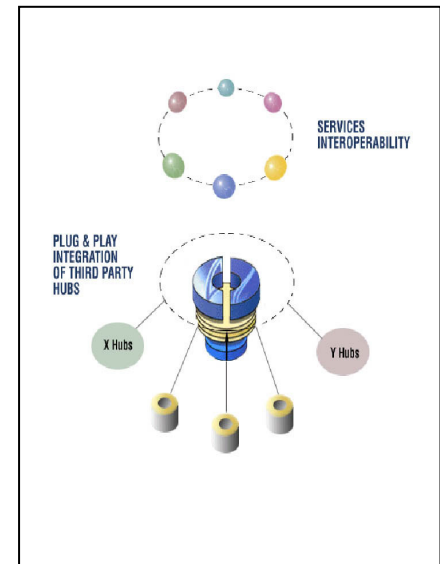 SERVICES
INTEROPERABILITY
PLUG & PLAY
INTEGRATION
OF THIRD PARTY
HUBS
X Hubs
Y Hubs